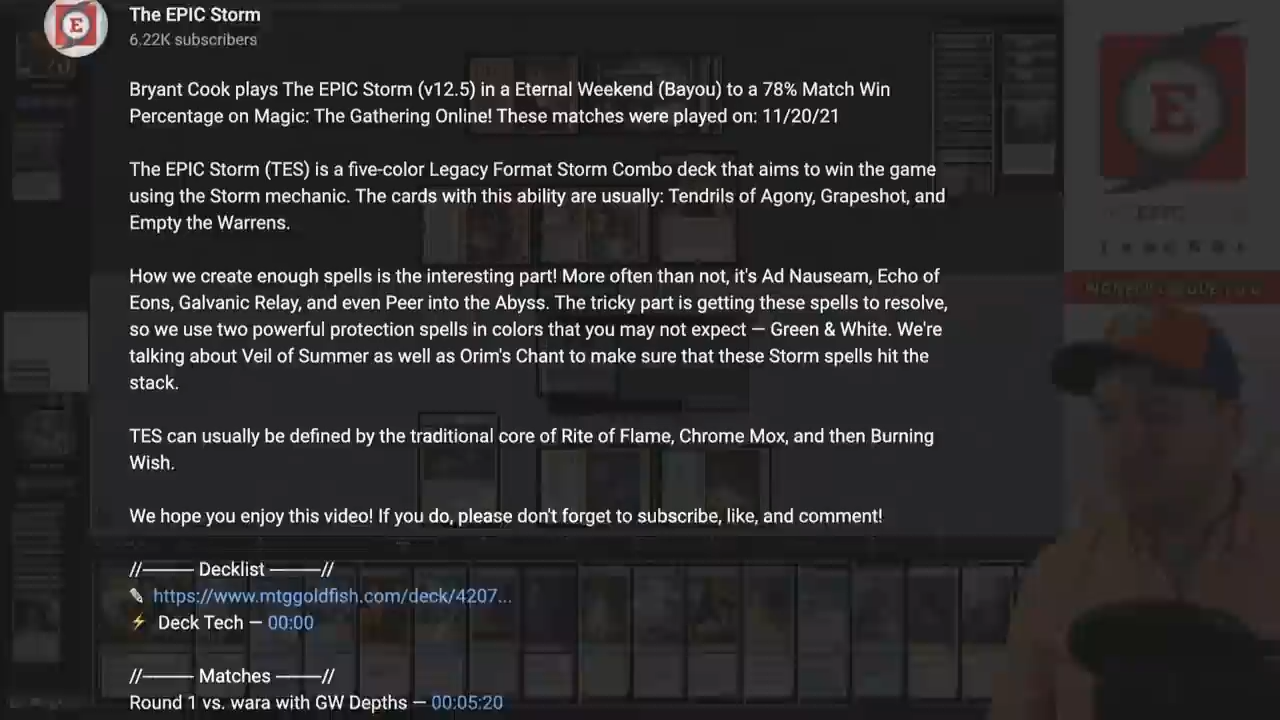 The EPIC Storm
6.22K subscribers
Bryant Cook plays The EPIC Storm (v12.5) in a Eternal Weekend (Bayou) to a 78% Match Win
Percentage on Magic: The Gathering Online! These matches were played on: 11/20/21
The EPIC Storm (TES) is a five-color Legacy Format Storm Combo deck that aims to win the game
using the Storm mechanic. The cards with this ability are usually: Tendrils of Agony, Grapeshot, and
Empty the Warrens.
How we create enough spells is the interesting part! More often than not, it's Ad Nauseam, Echo of
Eons, Galvanic Relay, and even Peer into the Abyss. The tricky part is getting these spells to resolve,
so we use two powerful protection spells in colors that you may not expect — Green & White. We're
talking about Veil of Summer as well as Orim's Chant to make sure that these Storm spells hit the
stack.
TES can usually be defined by the traditional core of Rite of Flame, Chrome Mox, and then Burning
Wish.
We hope you enjoy this video! If you do, please don't forget to subscribe, like, and comment!
//——— Decklist ———//
✎ https://www.mtggoldfish.com/deck/4207...
⚡ Deck Tech — 00:00
//——— Matches ———//
Round 1 vs. wara with GW Depths — 00:05:20
E
E
EPIC